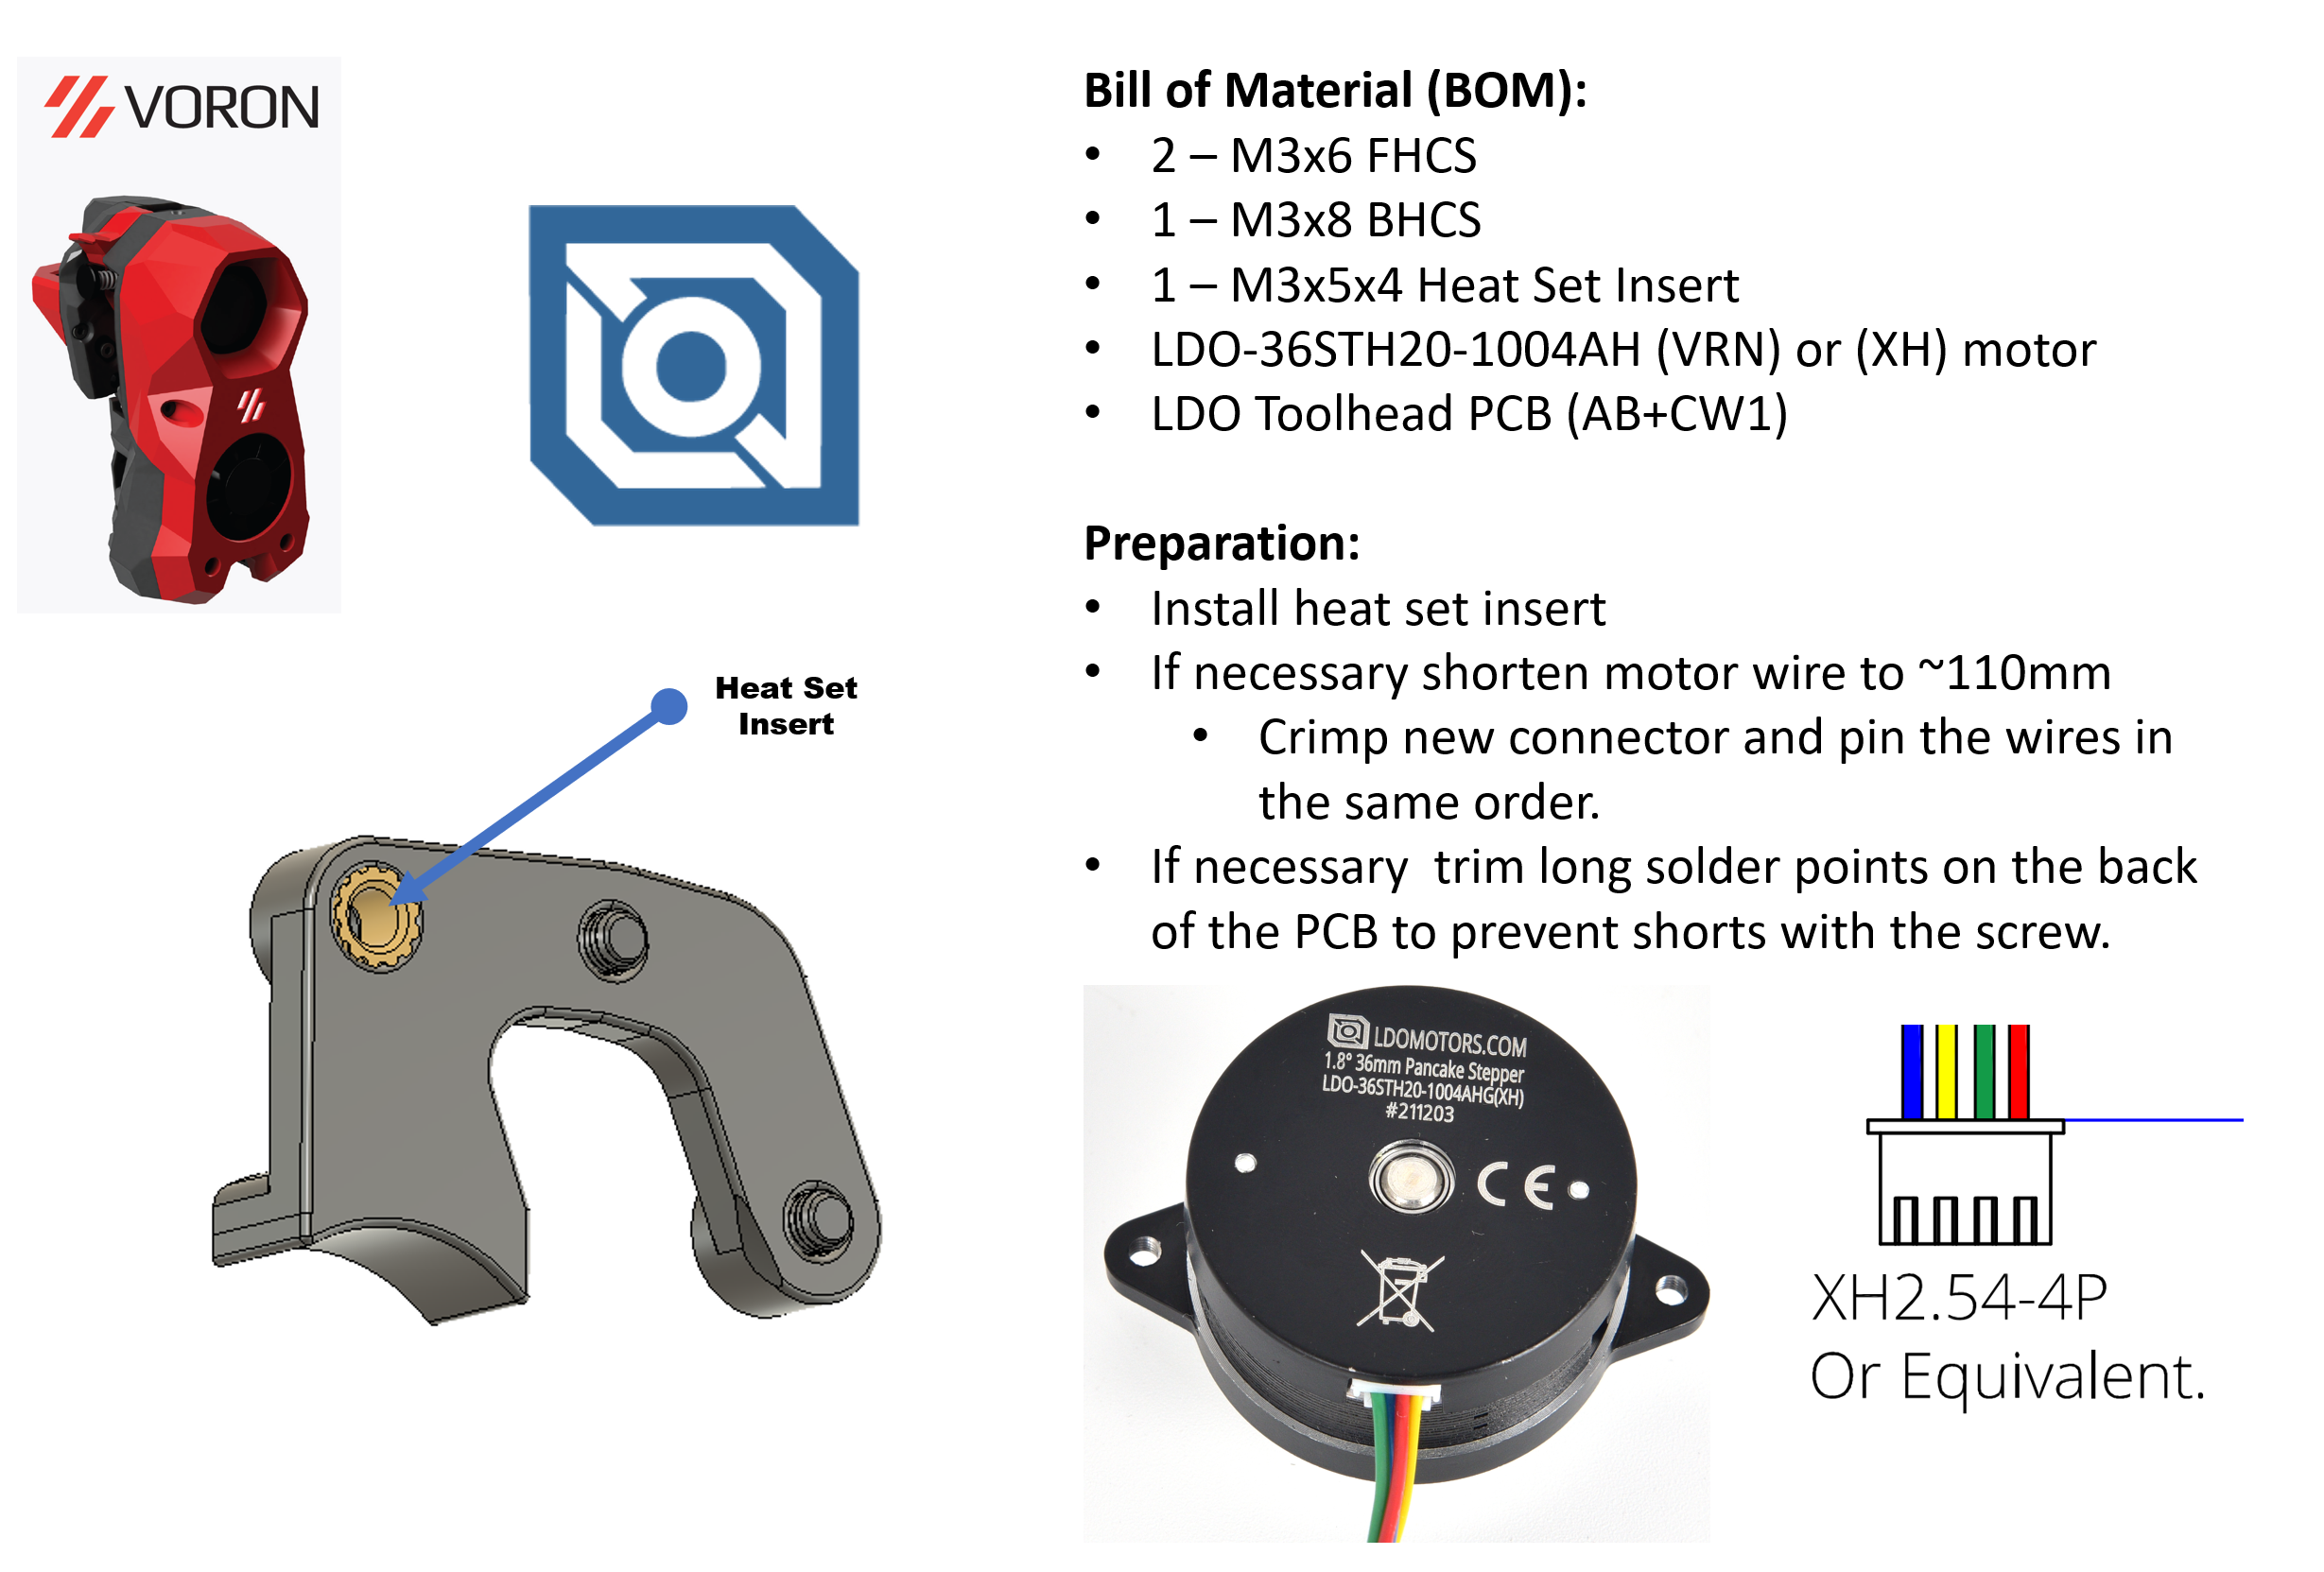 VORON
Bill of Material (BOM):
• 2 – M3x6 FHCS
• 1 – M3x8 BHCS
• 1 – M3x5x4 Heat Set Insert
• LDO-36STH20-1004AH (VRN) or (XH) motor
• LDO Toolhead PCB (AB+CW1)
Preparation:
• Install heat set insert
• If necessary shorten motor wire to ~110mm
• Crimp new connector and pin the wires in
the same order.
• If necessary  trim long solder points on the back
of the PCB to prevent shorts with the screw.
Heat Set
Insert
LDOMOTORS.COM
1.8° 36mm Pancake Stepper
LDO-36STH20-1004AHG(XH)
#211203
CE
XH2.54-4P
Or Equivalent.